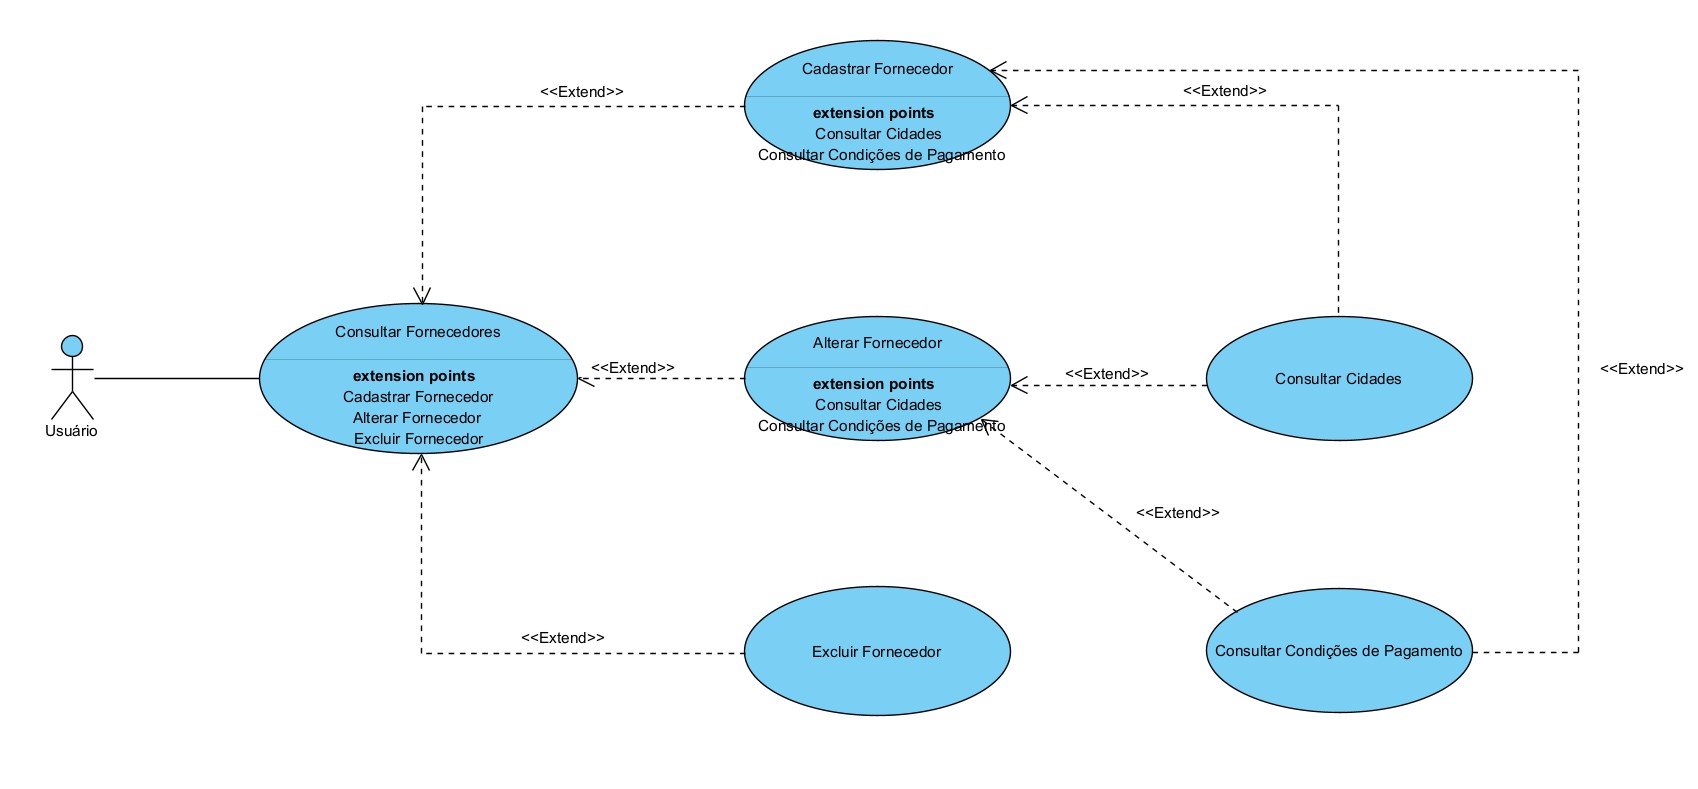 Cadastrar Fornecedor
extension points
Consultar Cidades
Consultar Condições de Pagamento
<<Extend>>
<<Extend>>
<<Extend>>
Usuário
Consultar Fornecedores
extension points
Cadastrar Fornecedor
Alterar Fornecedor
Excluir Fornecedor
<<Extend>>
Alterar Fornecedor
extension points
Consultar Cidades
Consultar Condições de Pagamento
<<Extend>>
Consultar Cidades
<<Extend>>
<<Extend>>
Excluir Fornecedor
Consultar Condições de Pagamento